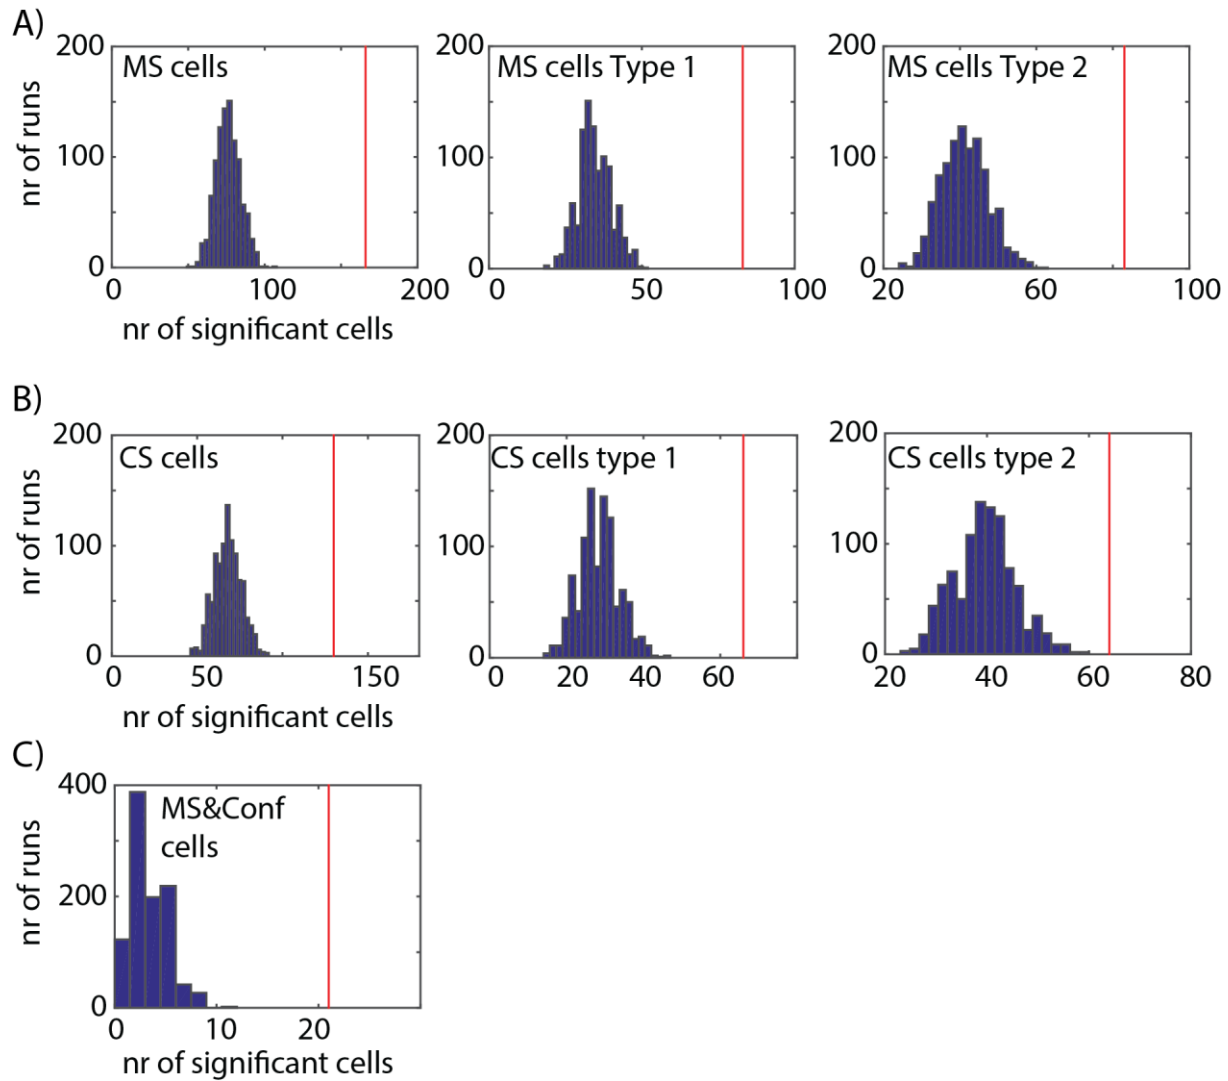 A)
200
MS cells
100
0
0 100 200
nr of runs
nr of significant cells
200
MS cells Type 1
100
0
0 50 100
200
MS cells Type 2
100
0
20 60 100
B)
200
CS cells
100
0
0 50 150
nr of runs
nr of significant cells
200
CS cells type 1
100
0
0 20 40 60
200
CS cells type 2
100
0
20 40 60 80
C)
400
MS&Conf
cells
200
0
0 10 20
nr of runs
nr of significant cells